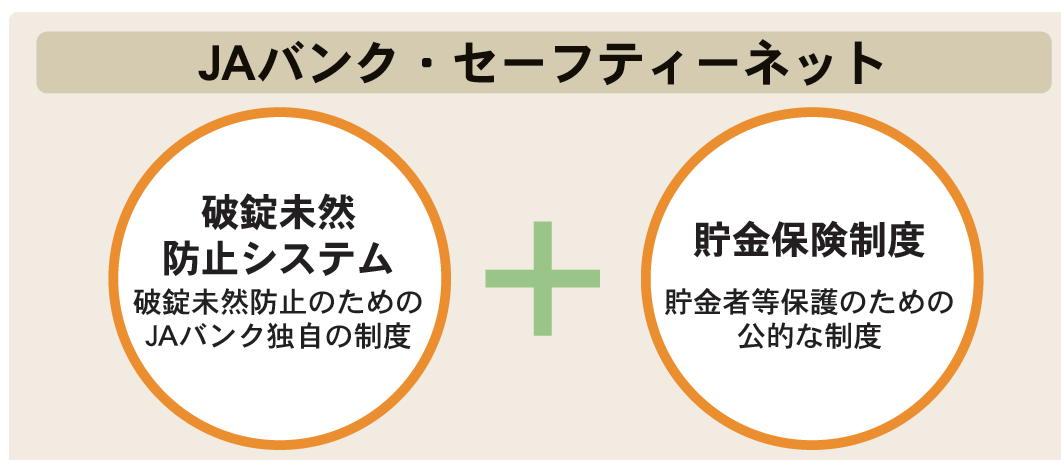 JAバンク・セーフティーネット
破錠未然
防止システム
破錠未然防止のための
JAバンク独自の制度
貯金保険制度
貯金者等保護のための
公的な制度